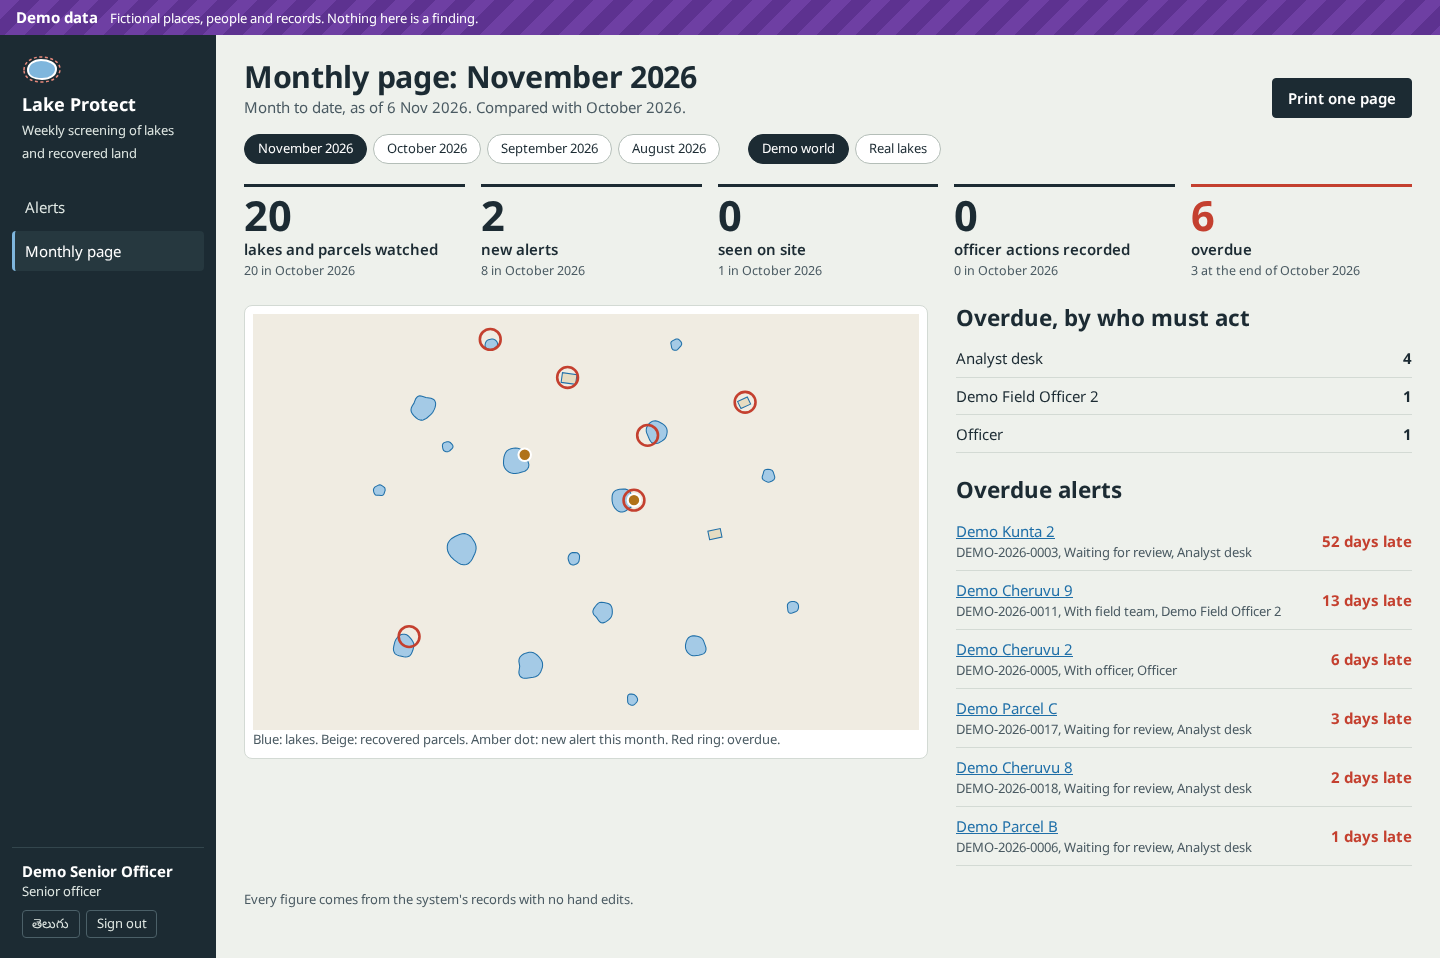 Demo data Fictional places, people and records. Nothing here is a finding.
Lake Protect
Weekly screening of lakes
and recovered land
Alerts
Monthly page
Demo Senior Officer
Senior officer
తెలుగు Sign out
Monthly page: November 2026
Month to date, as of 6 Nov 2026. Compared with October 2026.
Print one page
November 2026 October 2026 September 2026 August 2026 Demo world Real lakes
20
lakes and parcels watched
20 in October 2026
2
new alerts
8 in October 2026
0
seen on site
1 in October 2026
0
officer actions recorded
0 in October 2026
6
overdue
3 at the end of October 2026
Blue: lakes. Beige: recovered parcels. Amber dot: new alert this month. Red ring: overdue.
Overdue, by who must act
Analyst desk 4
Demo Field Officer 2 1
Officer 1
Overdue alerts
Demo Kunta 2
DEMO-2026-0003, Waiting for review, Analyst desk
52 days late
Demo Cheruvu 9
DEMO-2026-0011, With field team, Demo Field Officer 2
13 days late
Demo Cheruvu 2
DEMO-2026-0005, With officer, Officer
6 days late
Demo Parcel C
DEMO-2026-0017, Waiting for review, Analyst desk
3 days late
Demo Cheruvu 8
DEMO-2026-0018, Waiting for review, Analyst desk
2 days late
Demo Parcel B
DEMO-2026-0006, Waiting for review, Analyst desk
1 days late
Every figure comes from the system's records with no hand edits.